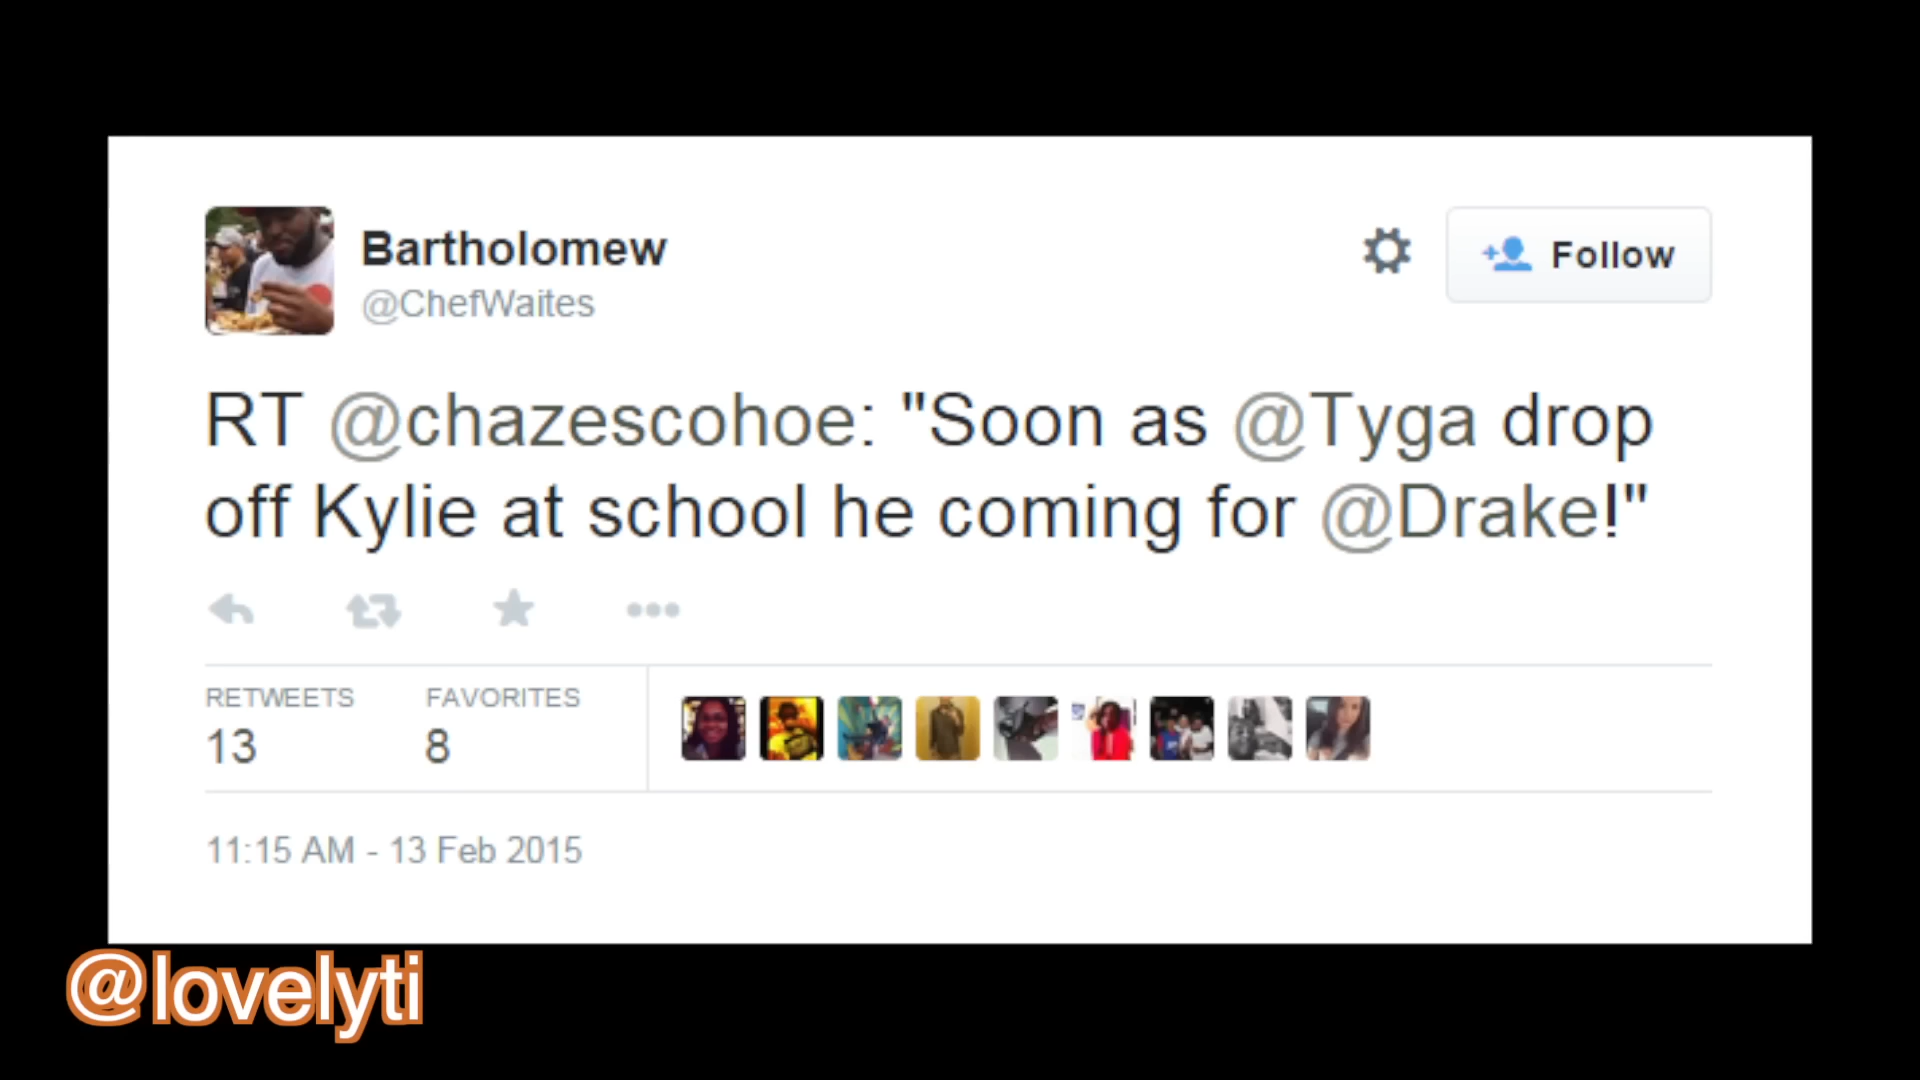 Bartholomew
@ChefWaites
Follow
RT @chazescohoe: "Soon as @Tyga drop
off Kylie at school he coming for @Drake!"
RETWEETS FAVORITES
13 8
11:15 AM - 13 Feb 2015
@lovelyti